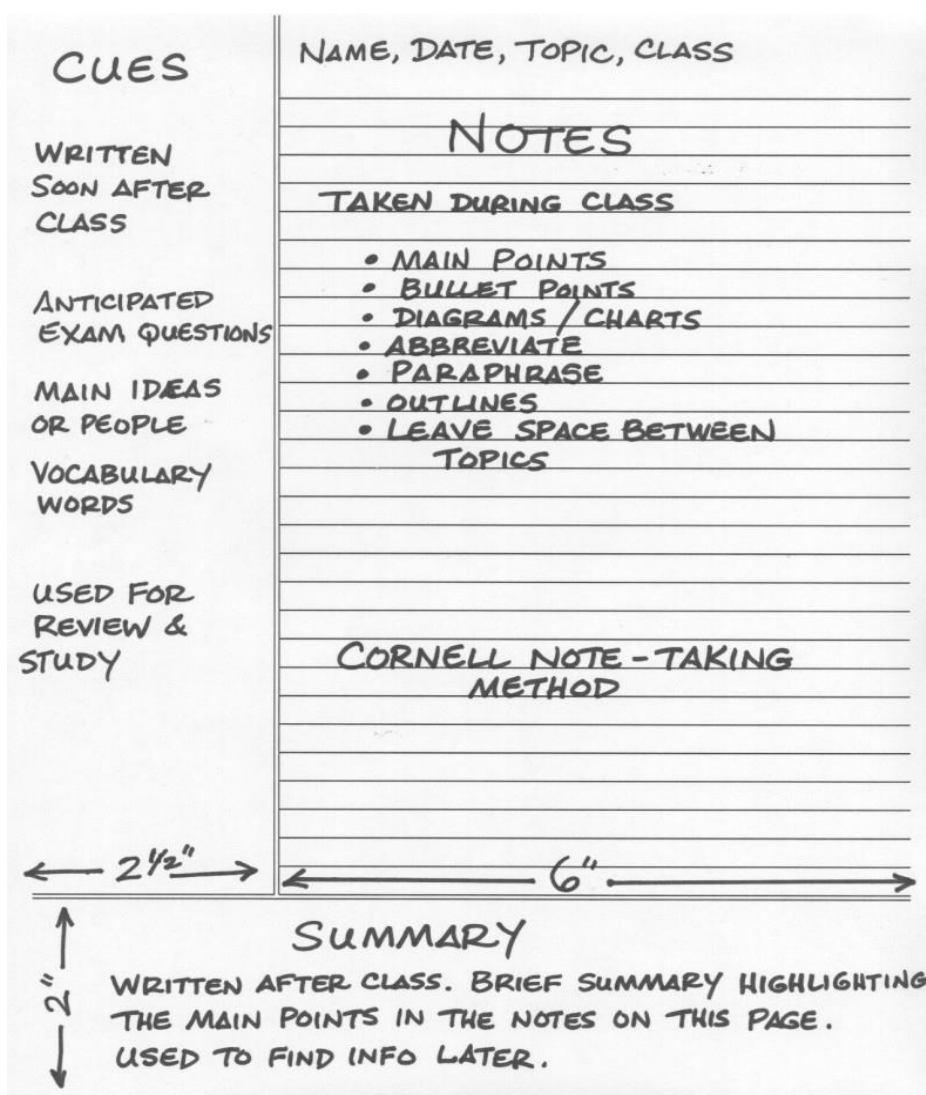 CUES
WRITTEN
SOON AFTER
CLASS
ANTICIPATED
EXAM QUESTIONS
MAIN IDEAS
OR PEOPLE
VOCABULARY
WORDS
USED FOR
REVIEW &
STUDY
2 1/2"
NAME, DATE, TOPIC, CLASS
NOTES
TAKEN DURING CLASS
• MAIN POINTS
• BULLET POINTS
• DIAGRAMS / CHARTS
• ABBREVIATE
• PARAPHRASE
• OUTLINES
• LEAVE SPACE BETWEEN
TOPICS
CORNELL NOTE-TAKING
METHOD
6"
2"
SUMMARY
WRITTEN AFTER CLASS. BRIEF SUMMARY HIGHLIGHTING
THE MAIN POINTS IN THE NOTES ON THIS PAGE.
USED TO FIND INFO LATER.